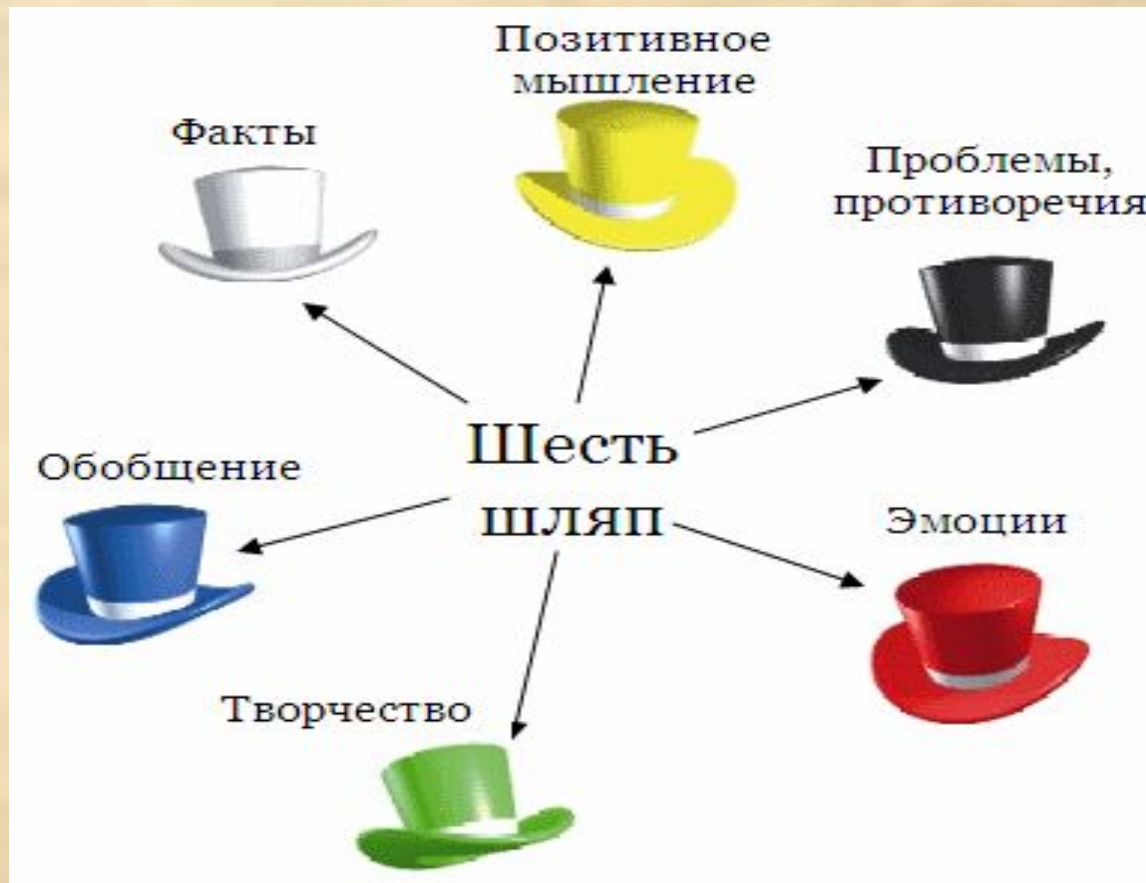 Позитивное
мышление
Факты
Проблемы,
противоречия
Шесть
шляп
Обобщение
Эмоции
Творчество